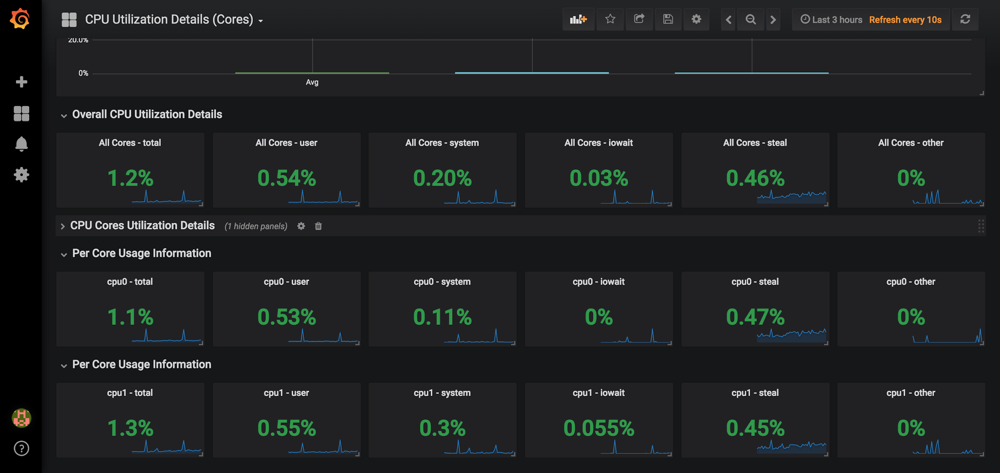 CPU Utilization Details (Cores)
Last 3 hours Refresh every 10s
20.0%
0%
Avg
Overall CPU Utilization Details
All Cores - total
All Cores - user
All Cores - system
All Cores - iowait
All Cores - steal
All Cores - other
1.2%
0.54%
0.20%
0.03%
0.46%
0%
CPU Cores Utilization Details (1 hidden panels)
Per Core Usage Information
cpu0 - total
cpu0 - user
cpu0 - system
cpu0 - iowait
cpu0 - steal
cpu0 - other
1.1%
0.53%
0.11%
0%
0.47%
0%
Per Core Usage Information
cpu1 - total
cpu1 - user
cpu1 - system
cpu1 - iowait
cpu1 - steal
cpu1 - other
1.3%
0.55%
0.3%
0.055%
0.45%
0%